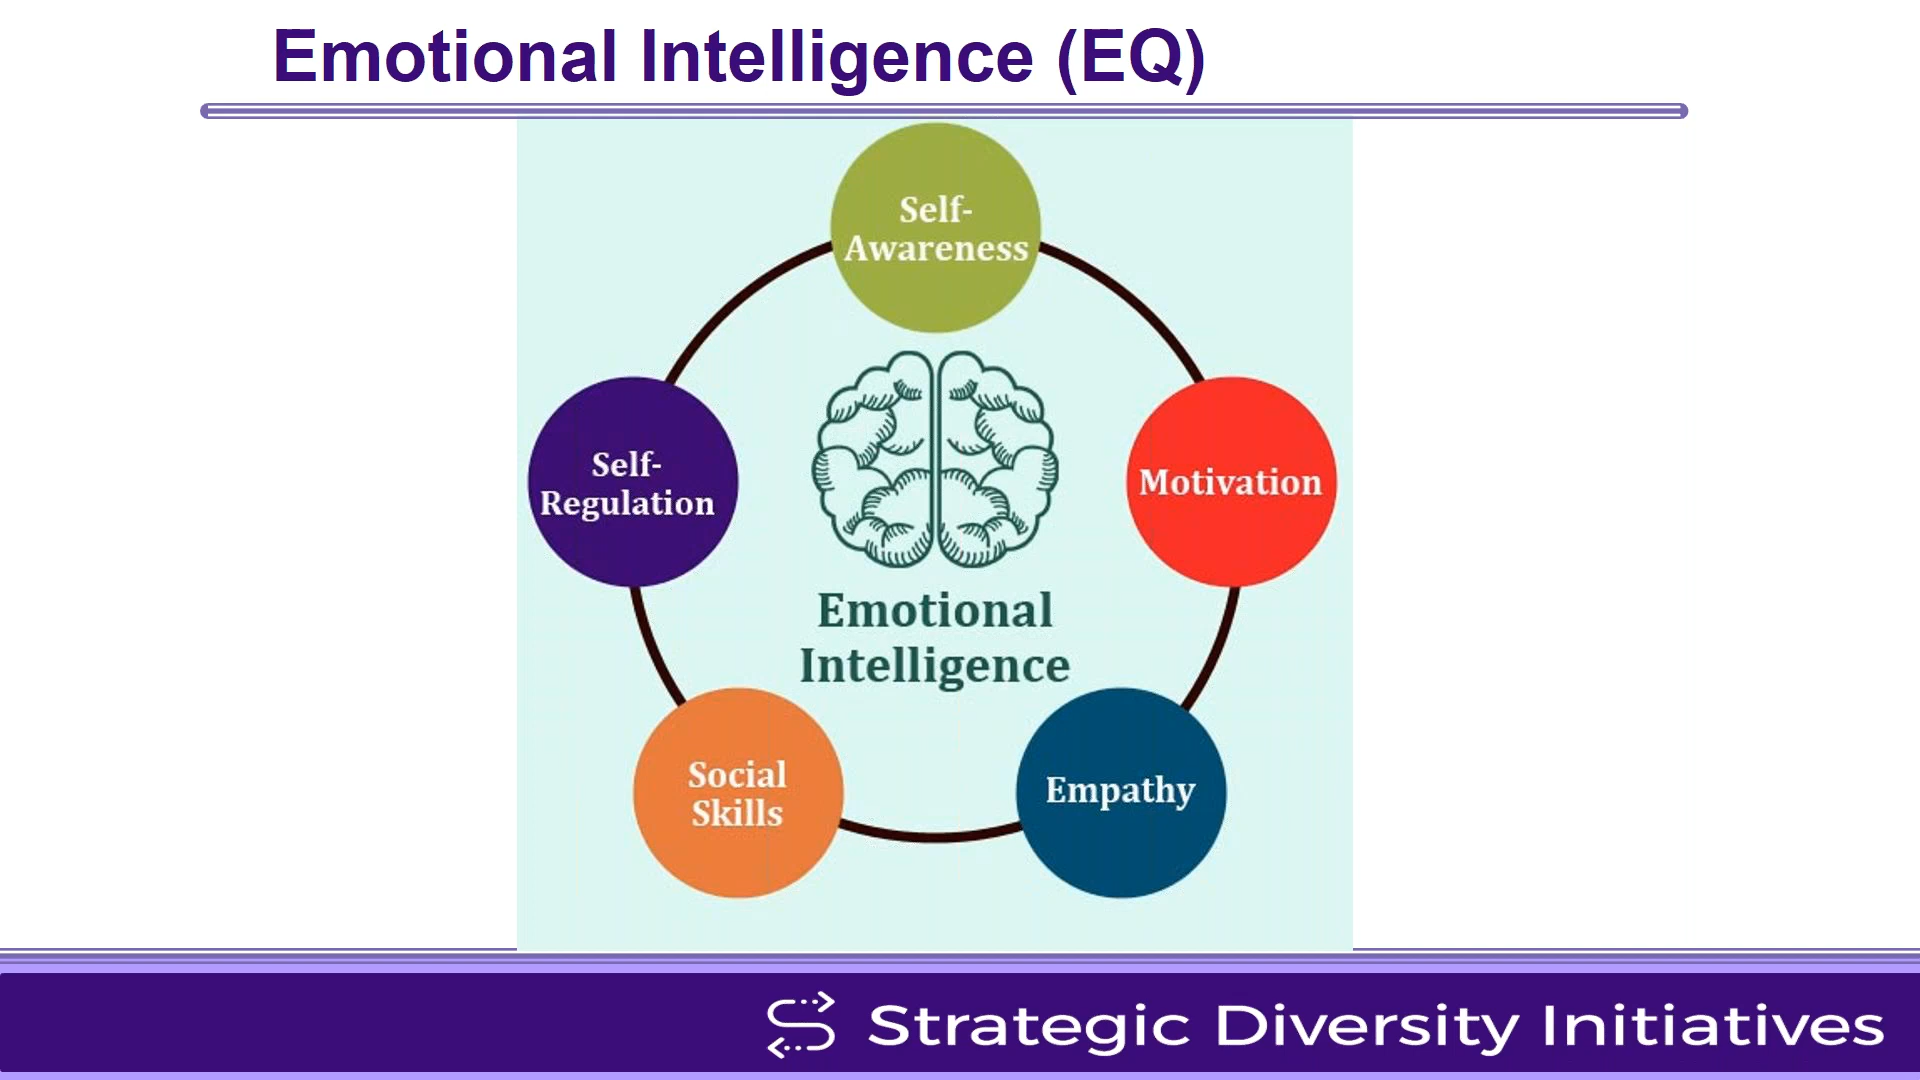 Emotional Intelligence (EQ)
Self-
Awareness
Self-
Regulation
Motivation
Emotional
Intelligence
Social
Skills
Empathy
Strategic Diversity Initiatives